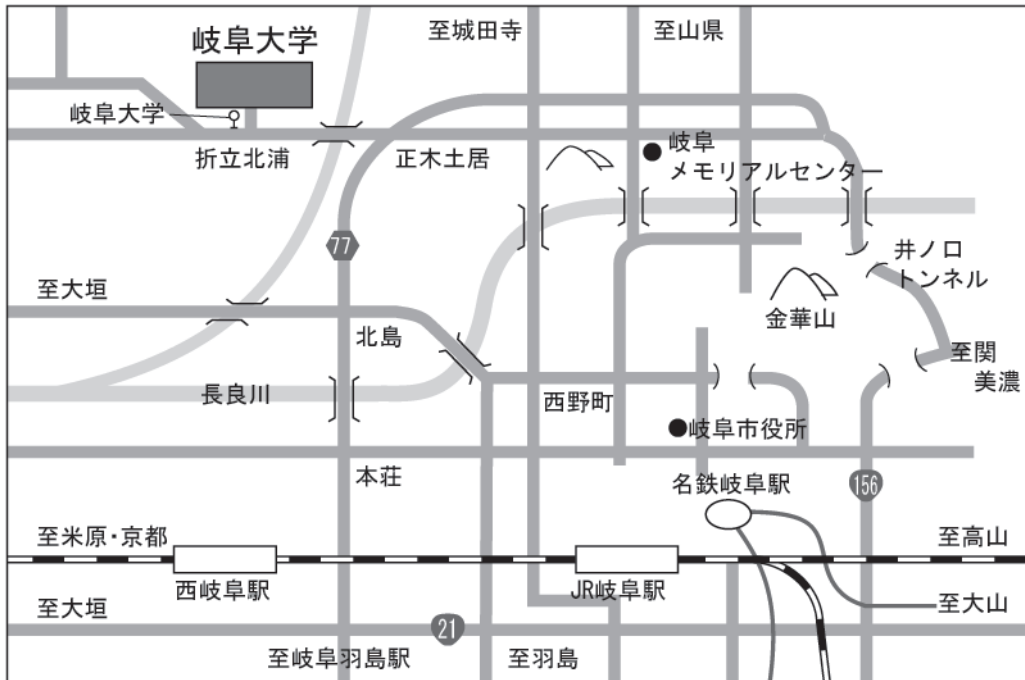 至城田寺
至山県
岐阜大学
岐阜大学
折立北浦
正木土居
岐阜
メモリアルセンター
77
井ノ口
トンネル
至大垣
金華山
北島
至関
美濃
長良川
西野町
岐阜市役所
本荘
名鉄岐阜駅
156
至米原・京都
至高山
西岐阜駅
JR岐阜駅
至大垣
至大山
21
至岐阜羽島駅
至羽島